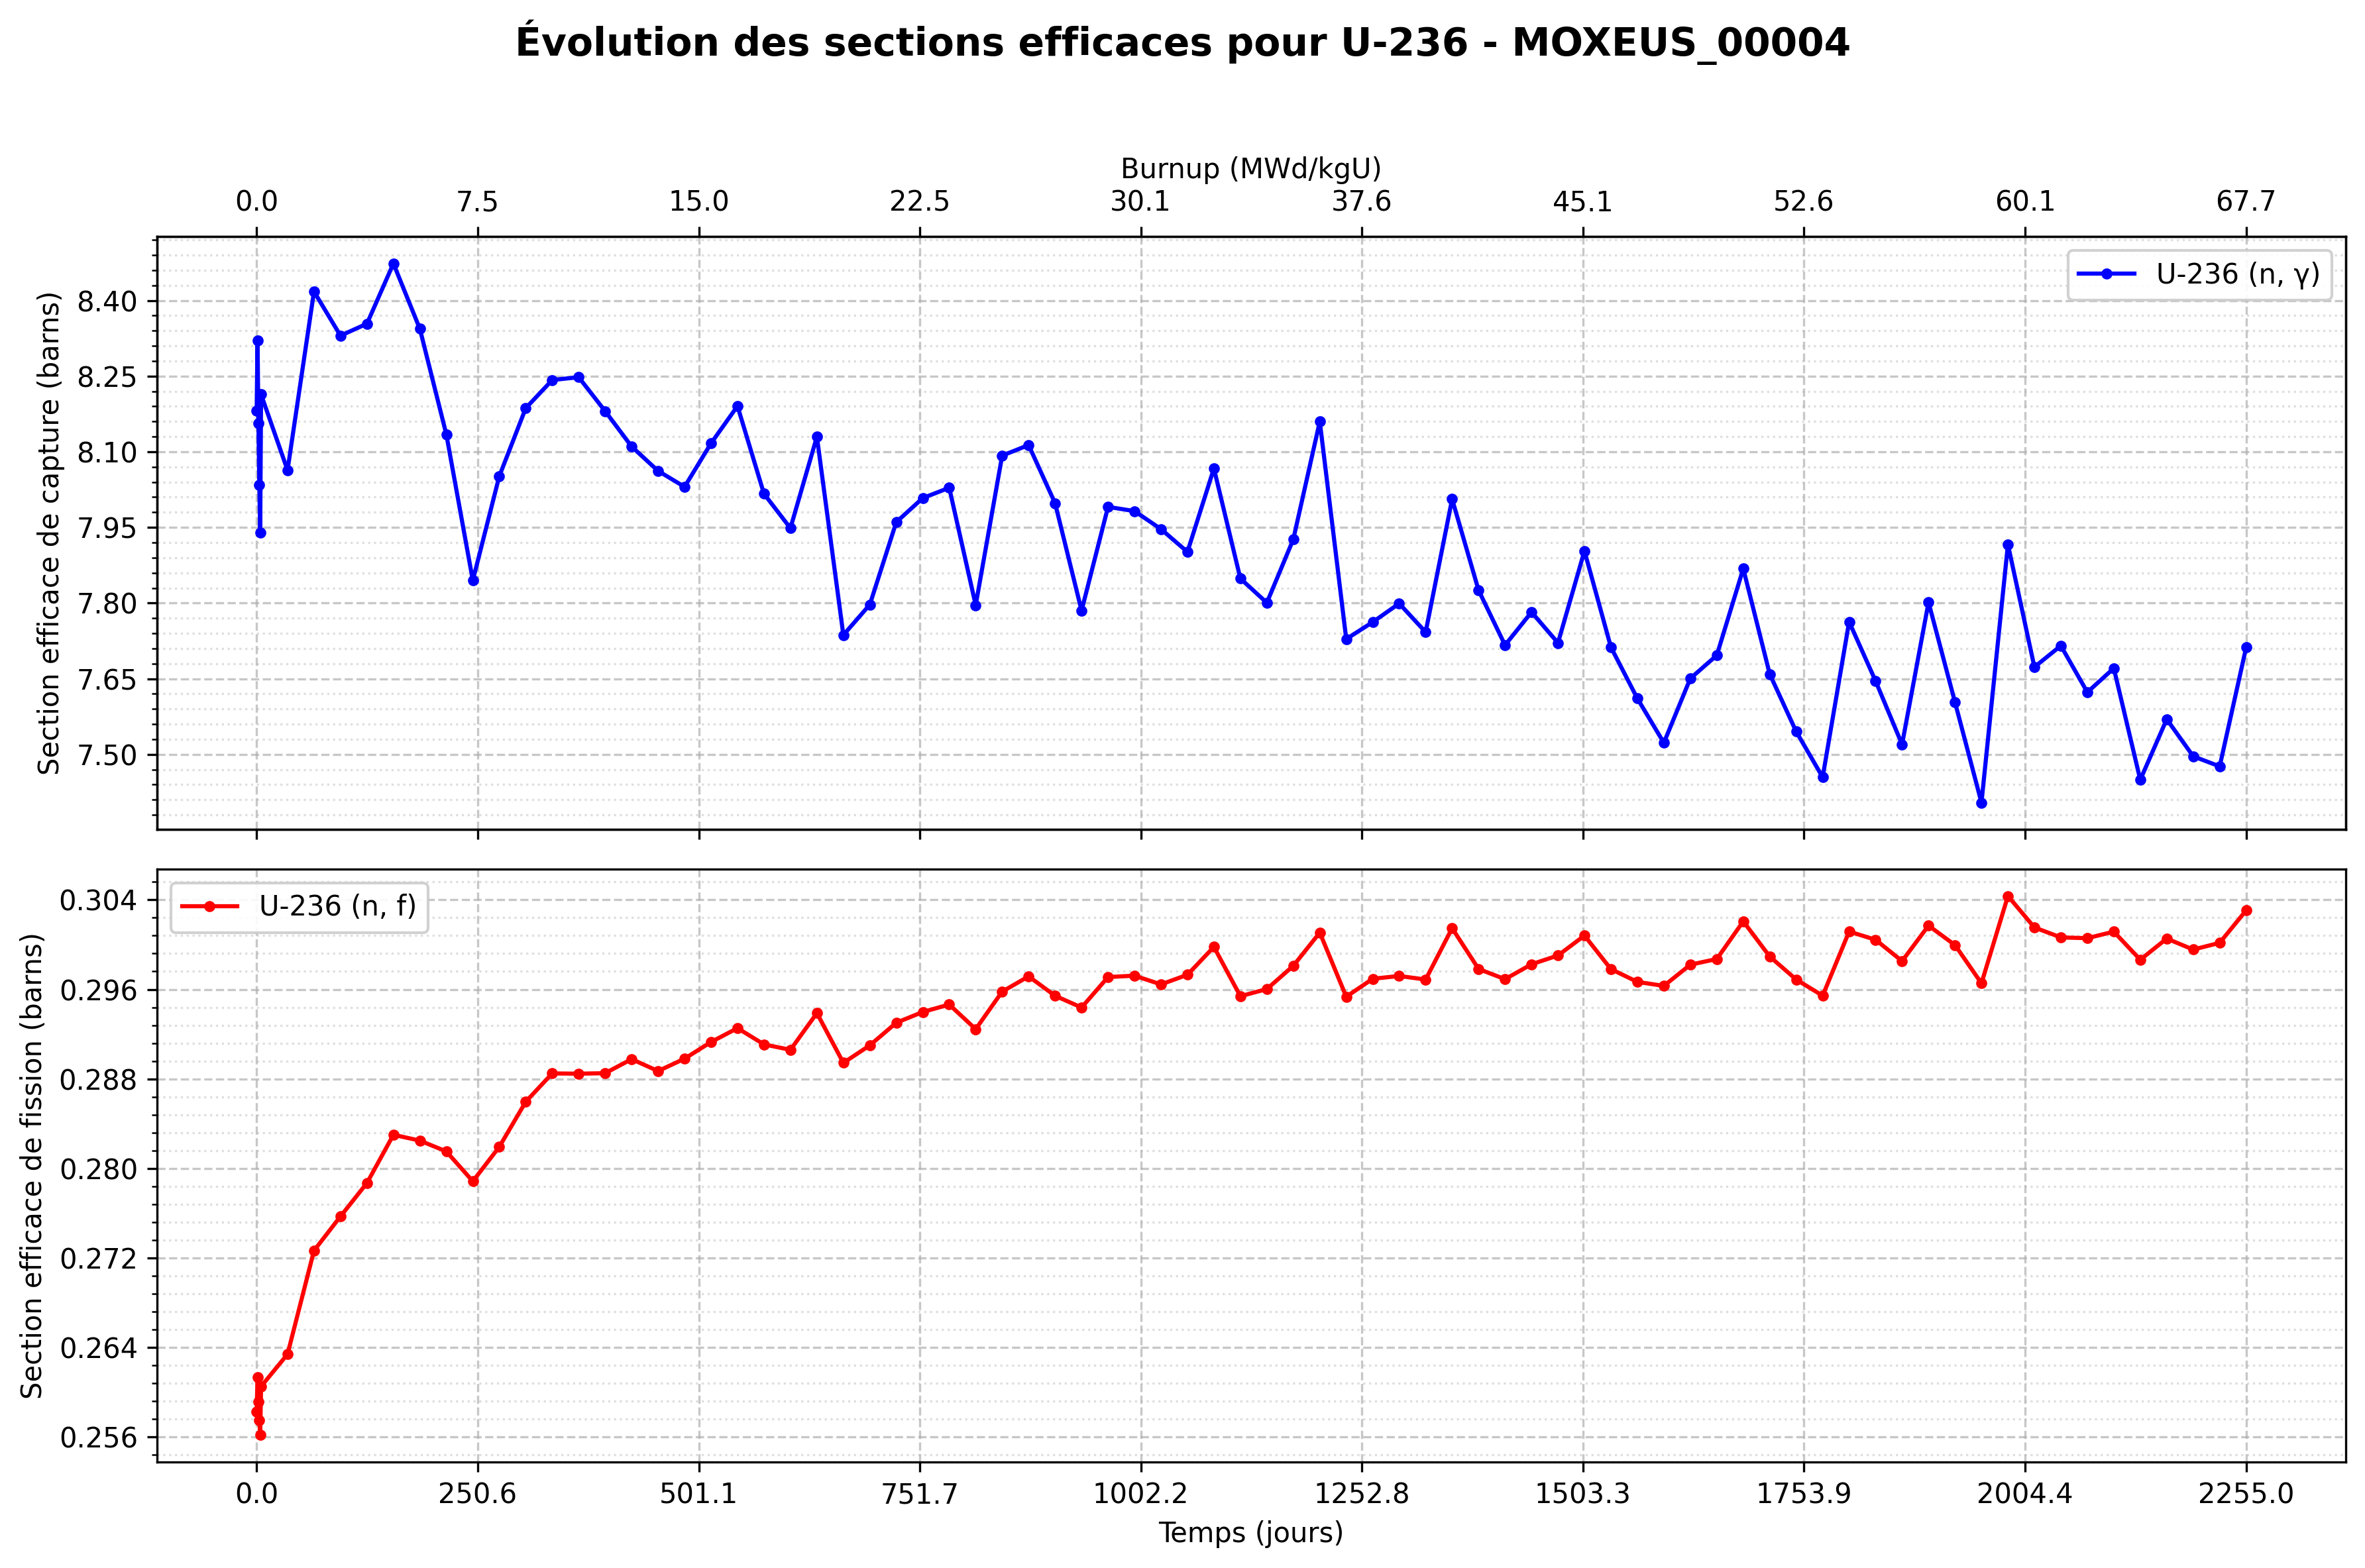 Évolution des sections efficaces pour U-236 - MOXEUS_00004
Burnup (MWd/kgU)
0.0 7.5 15.0 22.5 30.1 37.6 45.1 52.6 60.1 67.7
U-236 (n, γ)
Section efficace de capture (barns)
8.40
8.25
8.10
7.95
7.80
7.65
7.50
U-236 (n, f)
Section efficace de fission (barns)
0.304
0.296
0.288
0.280
0.272
0.264
0.256
0.0 250.6 501.1 751.7 1002.2 1252.8 1503.3 1753.9 2004.4 2255.0
Temps (jours)